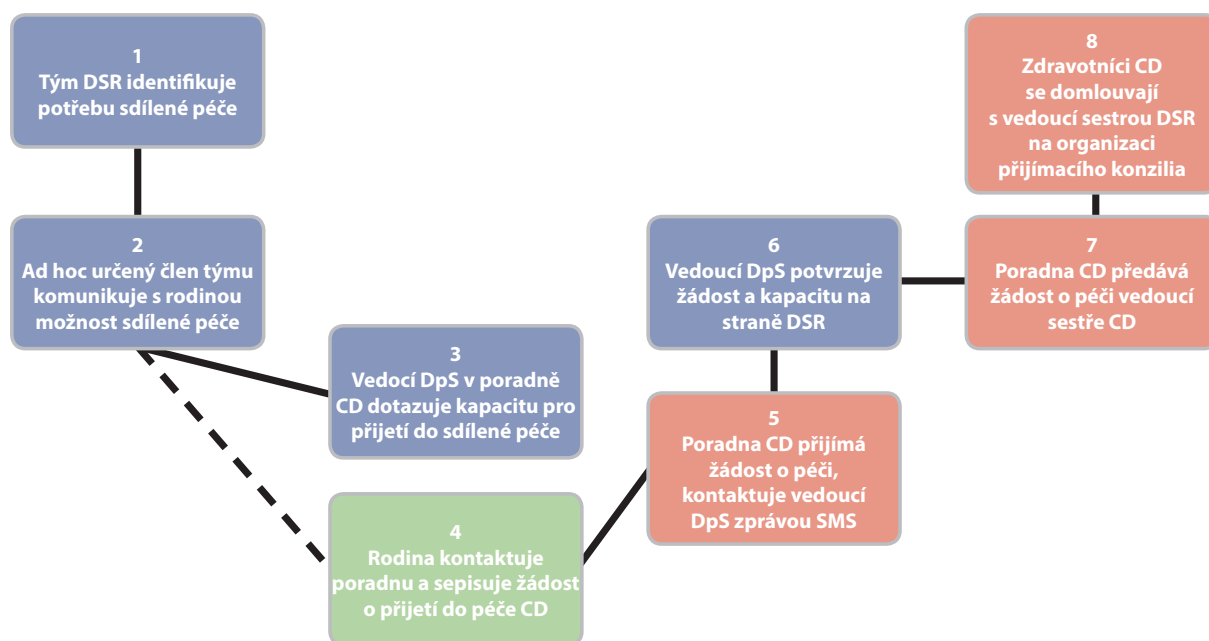 1
Tým DSR identifikuje
potřebu sdílené péče
2
Ad hoc určený člen týmu
komunikuje s rodinou
možnost sdílené péče
3
Vedocí DpS v poradně
CD dotazuje kapacitu pro
přijetí do sdílené péče
4
Rodina kontaktuje
poradnu a sepisuje žádost
o přijetí do péče CD
5
Poradna CD přijímá
žádost o péči,
kontaktuje vedoucí
DpS zprávou SMS
6
Vedoucí DpS potvrzuje
žádost a kapacitu na
straně DSR
7
Poradna CD předává
žádost o péči vedoucí
sestře CD
8
Zdravotníci CD
se domlouvají
s vedoucí sestrou DSR
na organizaci
přijímacího konzilia